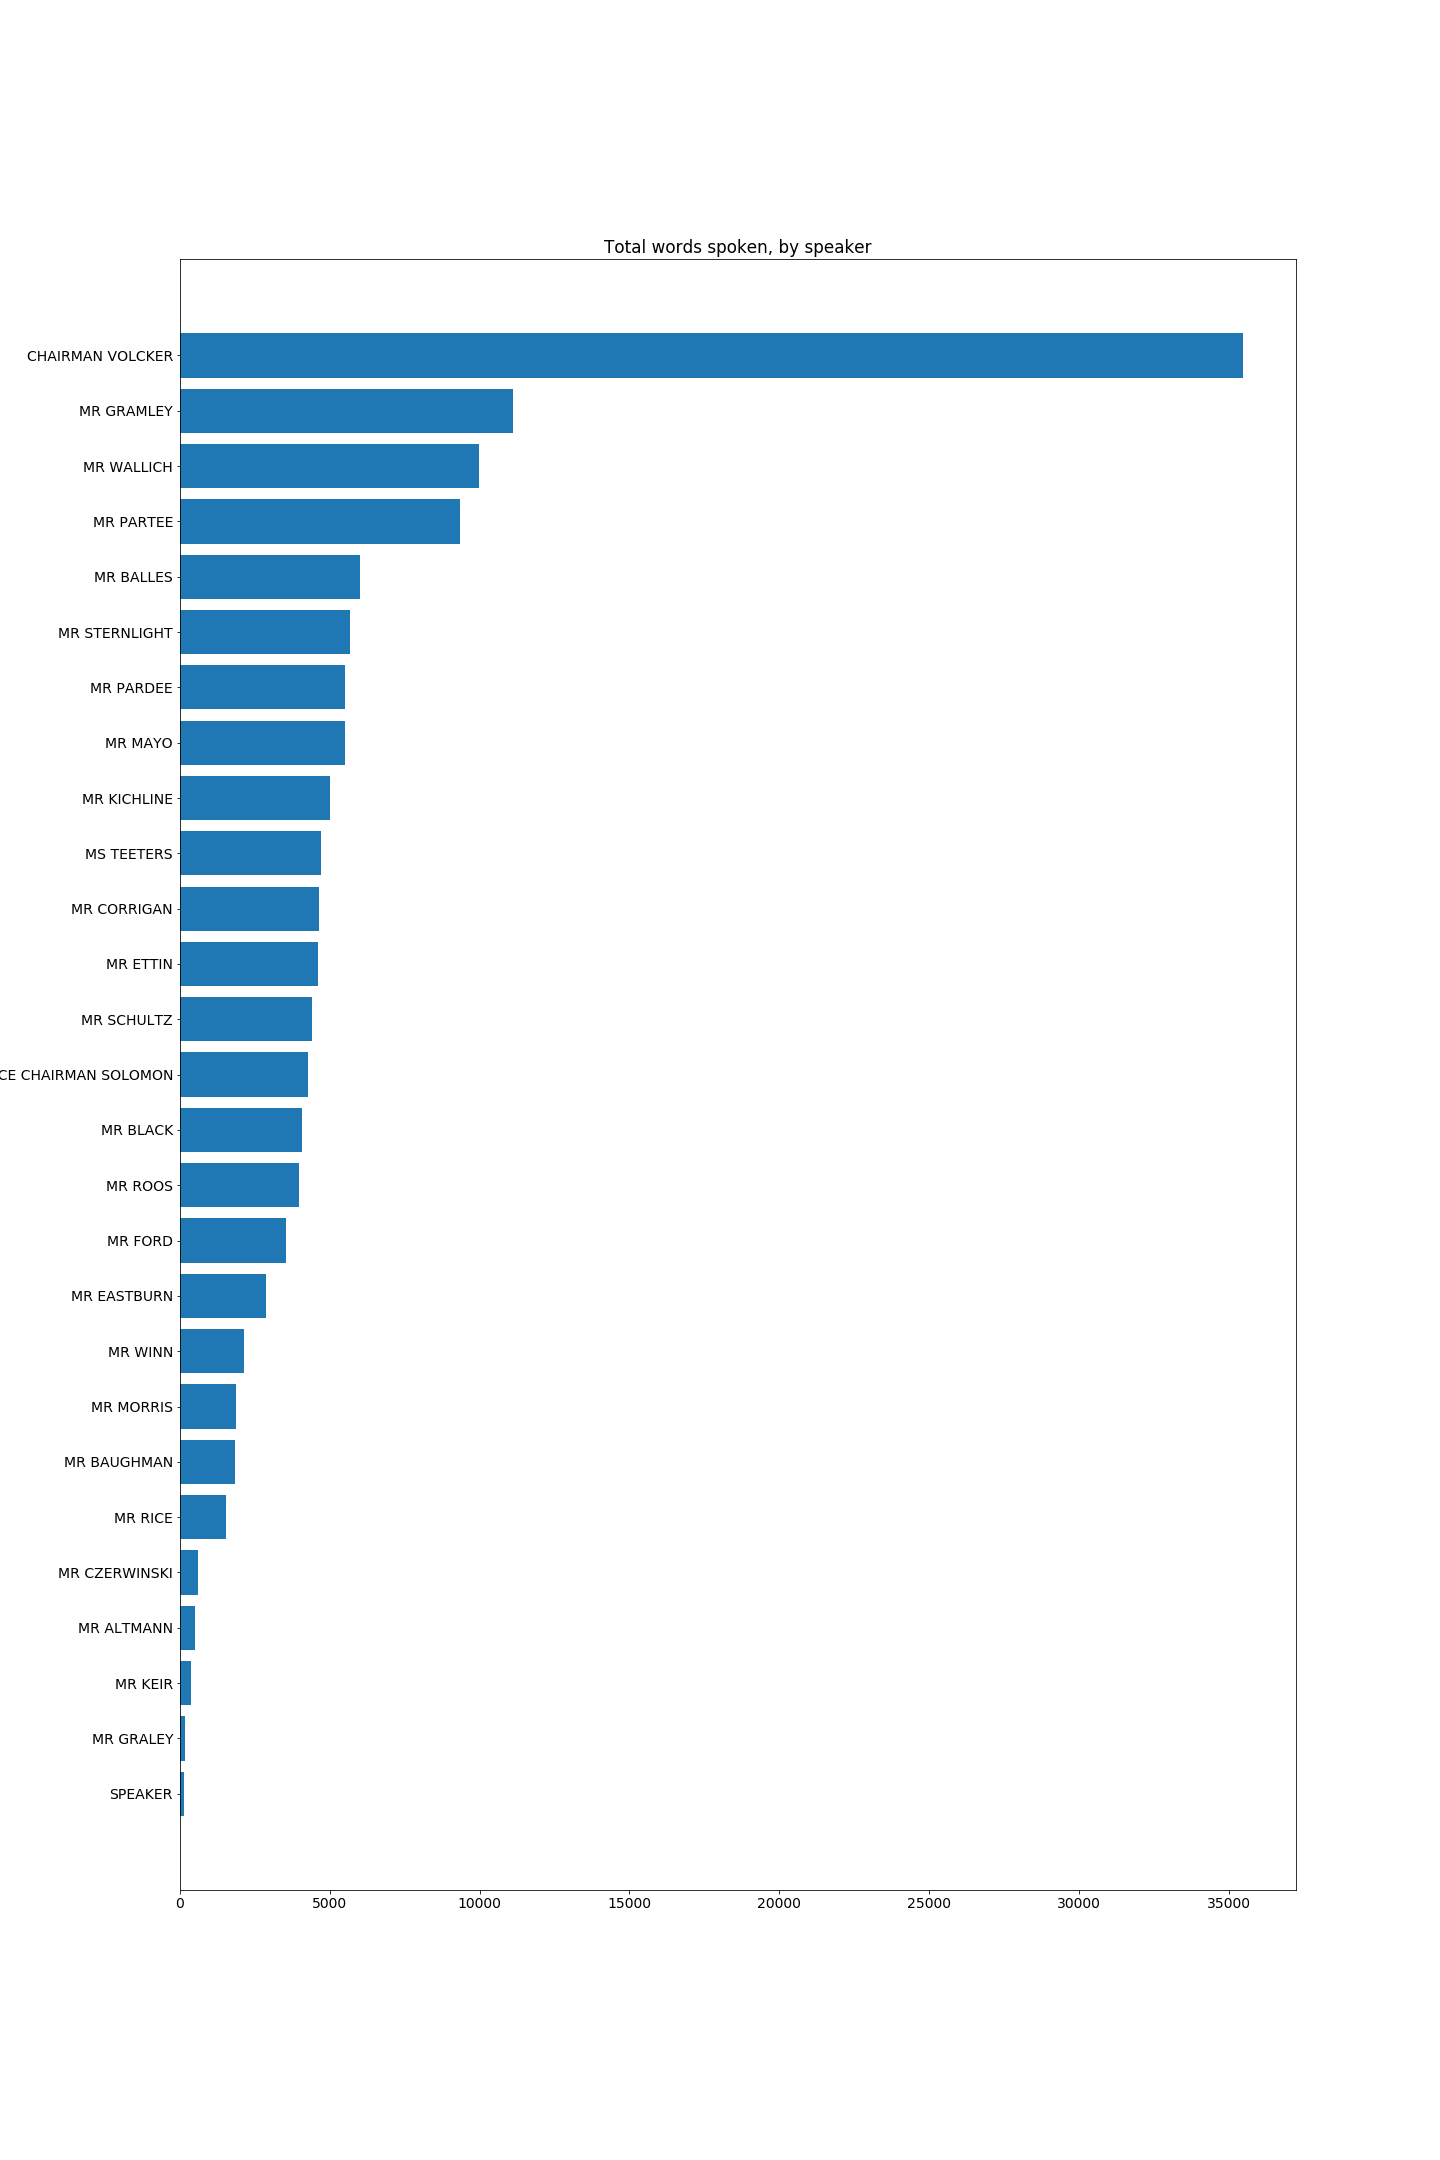 Total words spoken, by speaker
CHAIRMAN VOLCKER
MR GRAMLEY
MR WALLICH
MR PARTEE
MR BALLES
MR STERNLIGHT
MR PARDEE
MR MAYO
MR KICHLINE
MS TEETERS
MR CORRIGAN
MR ETTIN
MR SCHULTZ
CE CHAIRMAN SOLOMON
MR BLACK
MR ROOS
MR FORD
MR EASTBURN
MR WINN
MR MORRIS
MR BAUGHMAN
MR RICE
MR CZERWINSKI
MR ALTMANN
MR KEIR
MR GRALEY
SPEAKER
0 5000 10000 15000 20000 25000 30000 35000